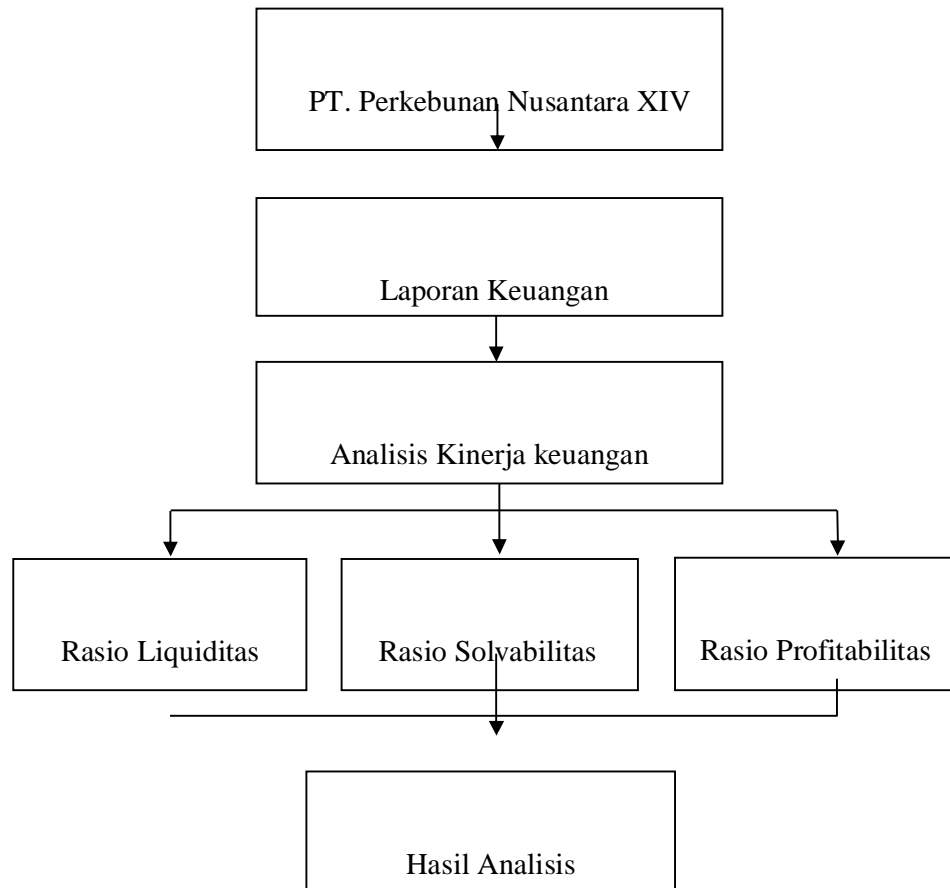 PT. Perkebunan Nusantara XIV
Laporan Keuangan
Analisis Kinerja keuangan
Rasio Liquiditas
Rasio Solvabilitas
Rasio Profitabilitas
Hasil Analisis